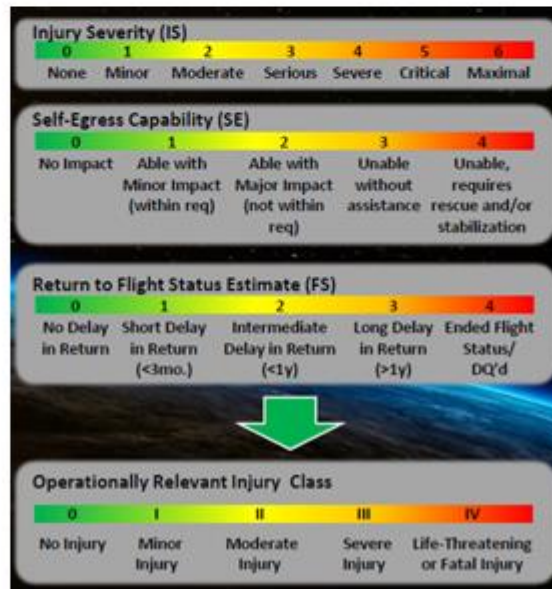 Injury Severity (IS)
0 1 2 3 4 5 6
None Minor Moderate Serious Severe Critical Maximal
Self-Egress Capability (SE)
0 1 2 3 4
No Impact Able with Able with Unable Unable,
Minor Impact Major Impact without requires
(within req) (not within assistance rescue and/or
req) stabilization
Return to Flight Status Estimate (FS)
0 1 2 3 4
No Delay Short Delay Intermediate Long Delay Ended Flight
in Return in Return Delay in Return in Return Status/
(<3mo.) (<1y) (>1y) DQ'd
Operationally Relevant Injury Class
0 I II III IV
No Injury Minor Moderate Severe Life-Threatening
Injury Injury Injury or Fatal Injury